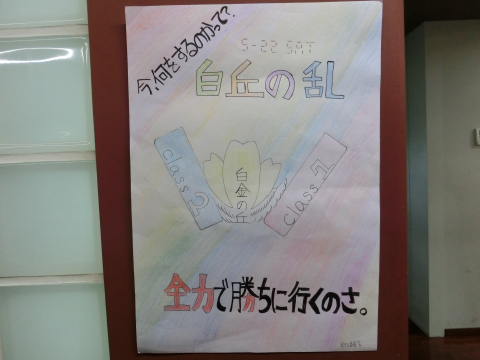 今、何をするのかって?
5-22 SAT
白丘の乱
class 2
白金の丘
class 1
全力で勝ちに行くのさ。